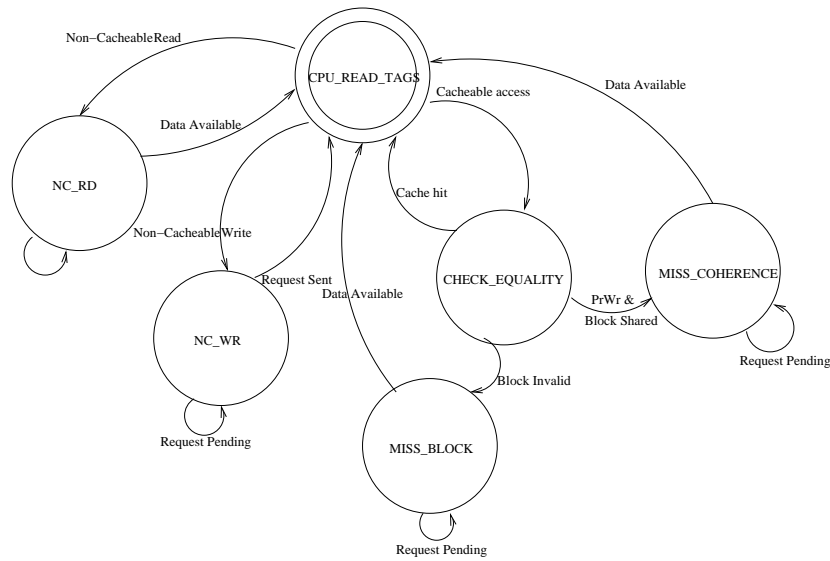 Non−CacheableRead
CPU_READ_TAGS
Cacheable access
Data Available
Data Available
NC_RD
Cache hit
Non−CacheableWrite
Request Sent
Data Available
CHECK_EQUALITY
MISS_COHERENCE
PrWr &
Block Shared
NC_WR
Request Pending
Block Invalid
Request Pending
MISS_BLOCK
Request Pending